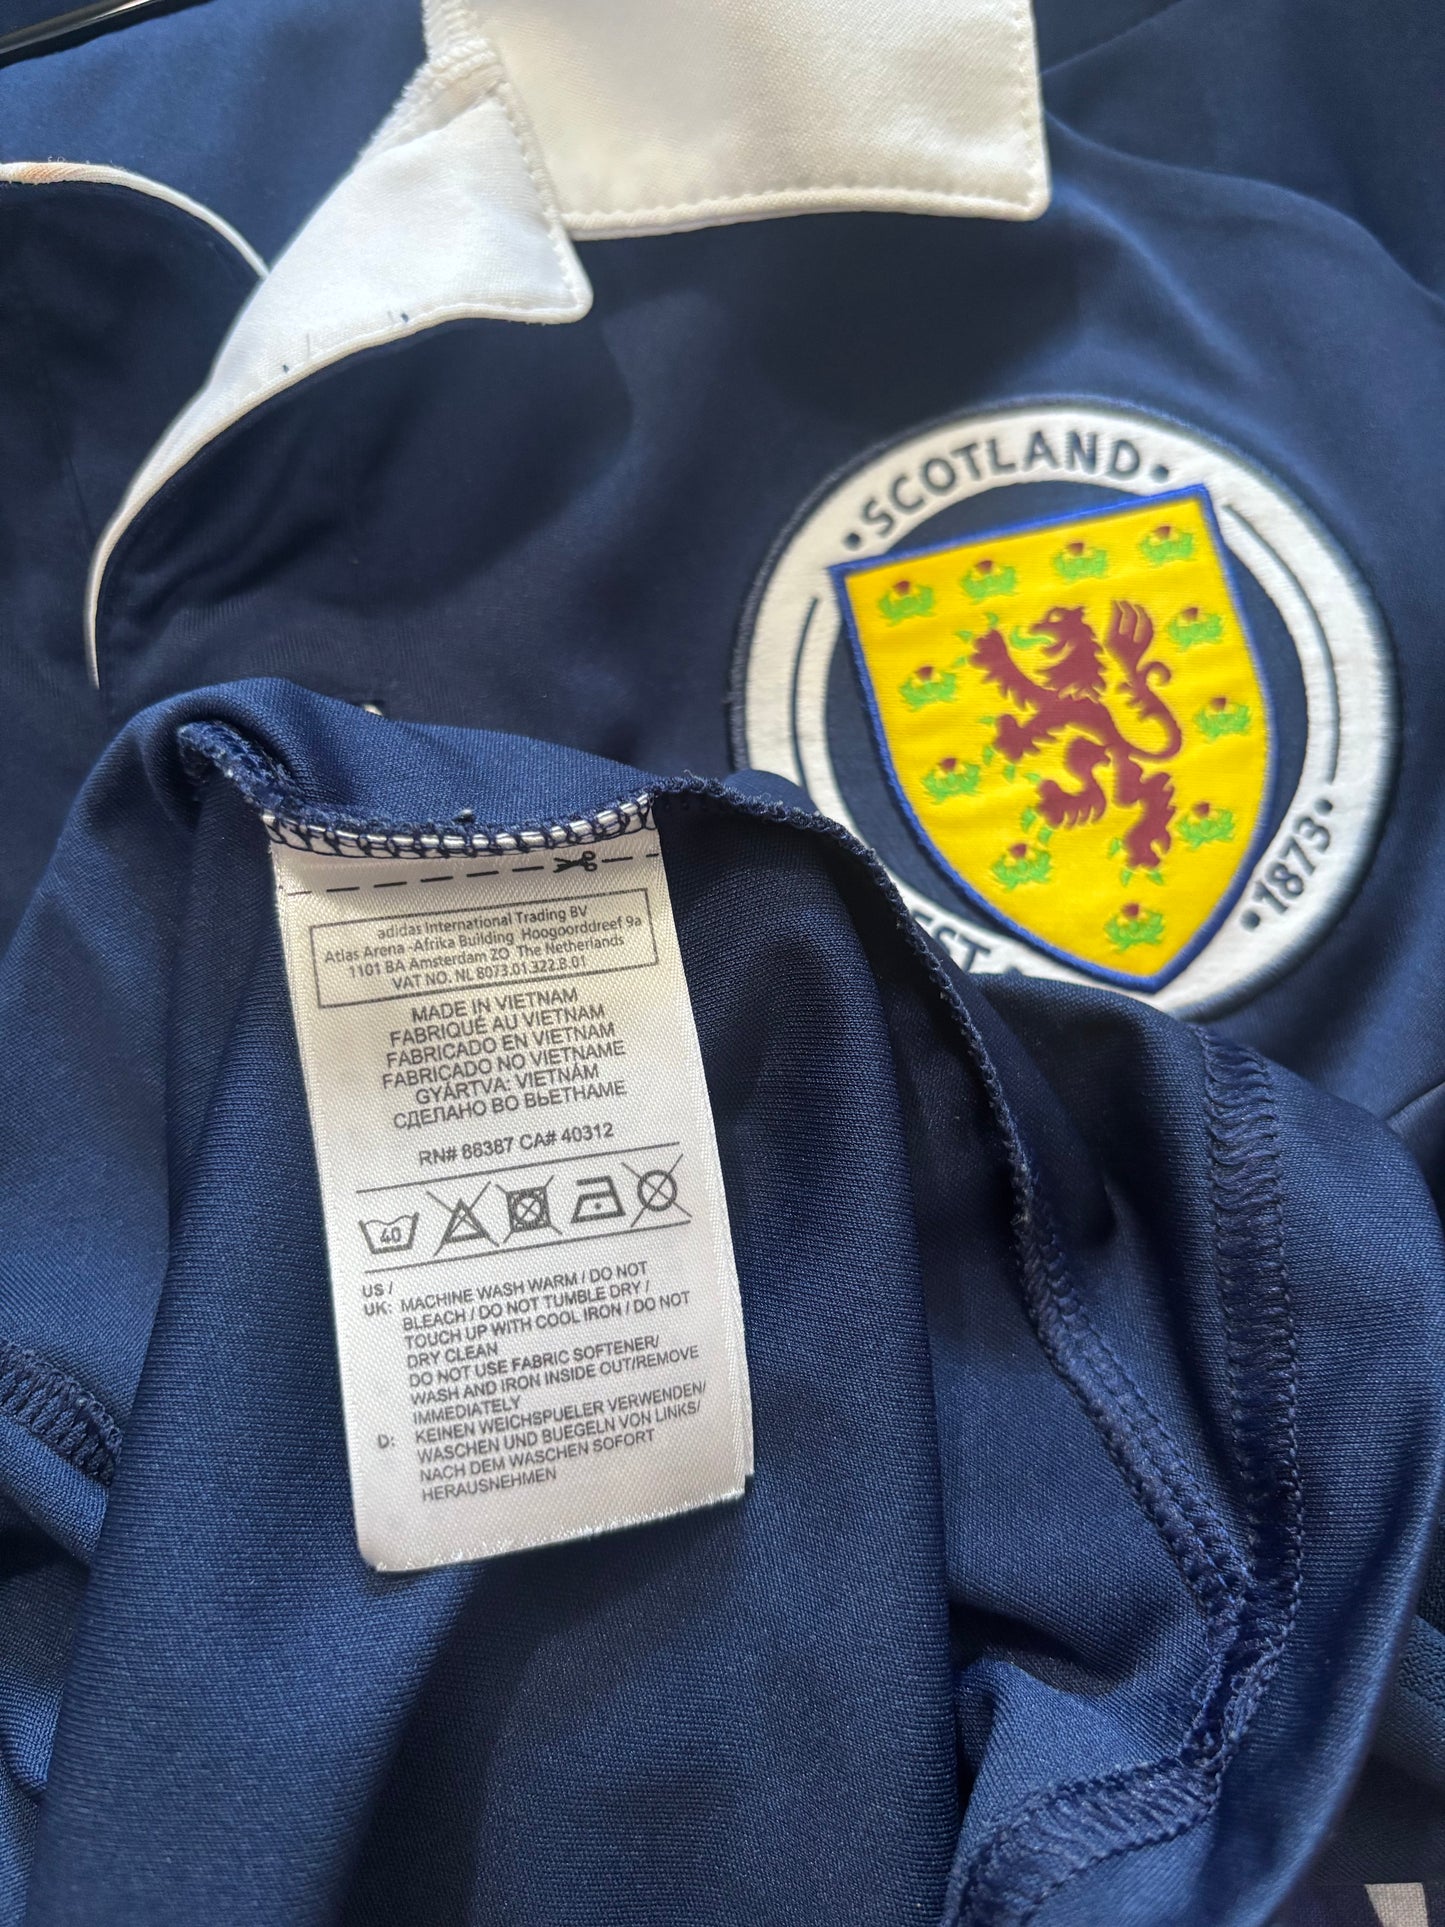 •SCOTLAND•
•1873•
EST
adidas International Trading BV
Atlas Arena -Afrika Building Hoogoorddreef 9a
1101 BA Amsterdam ZO The Netherlands
VAT NO. NL 8073.01.322.B.01
MADE IN VIETNAM
FABRIQUÉ AU VIETNAM
FABRICADO EN VIETNAM
FABRICADO NO VIETNAME
GYÁRTVA: VIETNÁM
СДЕЛАНО ВО ВЬЕТНАМЕ
RN# 88387 CA# 40312
40
US /
UK: MACHINE WASH WARM / DO NOT
BLEACH / DO NOT TUMBLE DRY /
TOUCH UP WITH COOL IRON / DO NOT
DRY CLEAN
DO NOT USE FABRIC SOFTENER/
WASH AND IRON INSIDE OUT/REMOVE
IMMEDIATELY
D: KEINEN WEICHSPUELER VERWENDEN/
WASCHEN UND BUEGELN VON LINKS/
NACH DEM WASCHEN SOFORT
HERAUSNEHMEN